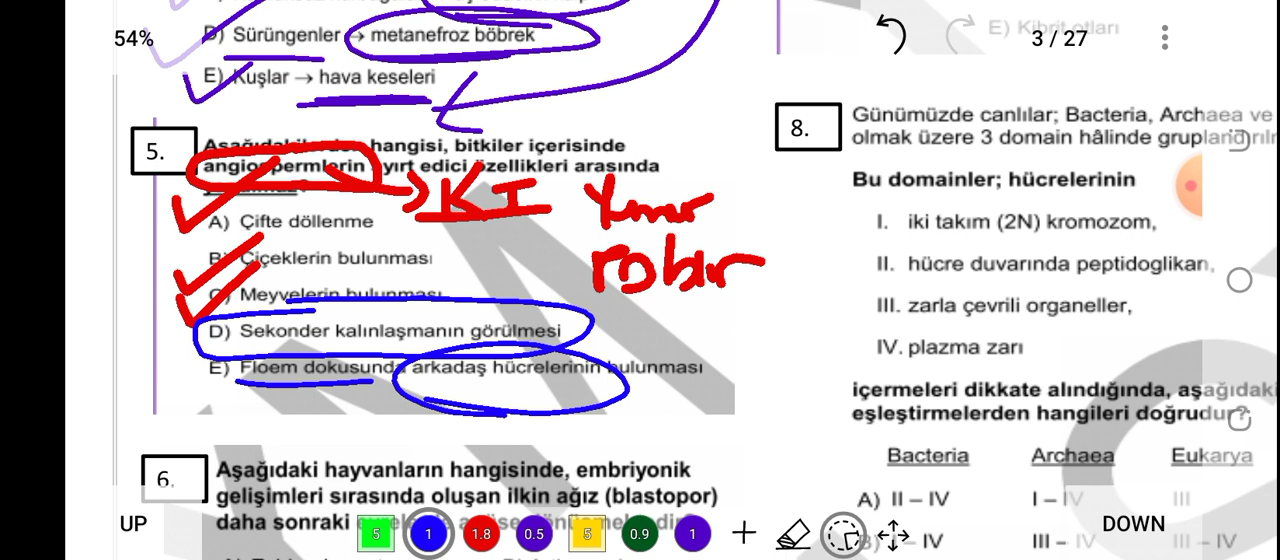 54%
D) Sürüngenler → metanefroz böbrek
E) Kuşlar → hava keseleri
5.
Aşağıdakilerden hangisi, bitkiler içerisinde
angiospermlerin ayırt edici özellikleri arasında
A) Çifte döllenme
B) Çiçeklerin bulunması
C) Meyvelerin bulunması
D) Sekonder kalınlaşmanın görülmesi
E) Floem dokusunda arkadaş hücrelerinin bulunması
KI
6.
Aşağıdaki hayvanların hangisinde, embriyonik
gelişimleri sırasında oluşan ilkin ağız (blastopor)
daha sonraki
UP
5 1 1.8 0.5 5 0.9 1
E) Kibrit otları
3 / 27
8.
Günümüzde canlılar; Bacteria, Archaea ve
olmak üzere 3 domain hâlinde gruplandırılır
Bu domainler; hücrelerinin
I. iki takım (2N) kromozom,
II. hücre duvarında peptidoglikan,
III. zarla çevrili organeller,
IV. plazma zarı
içermeleri dikkate alındığında, aşağıdaki
eşleştirmelerden hangileri doğrudur?
Bacteria Archaea Eukarya
A) II – IV I – IV III
B) I – IV III – IV III – IV
DOWN